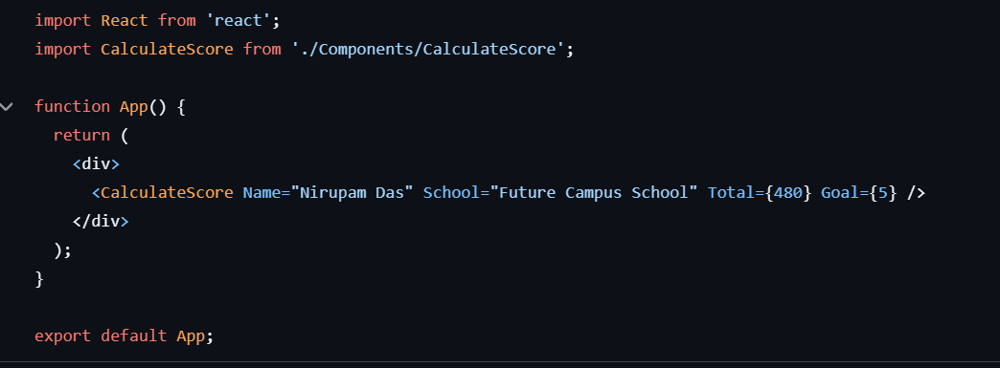 import React from 'react';
import CalculateScore from './Components/CalculateScore';
function App() {
return (
<div>
<CalculateScore Name="Nirupam Das" School="Future Campus School" Total={480} Goal={5} />
</div>
);
}
export default App;